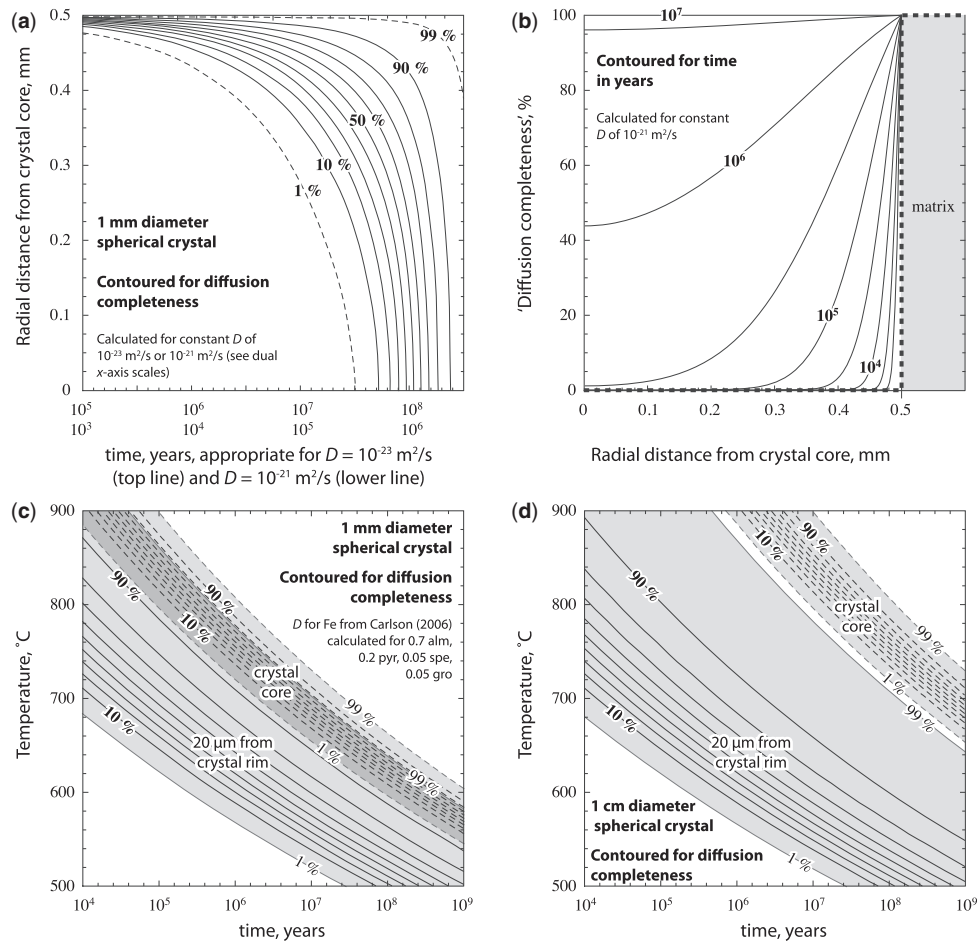 (a)
Radial distance from crystal core, mm
0.5
0.4
0.3
0.2
0.1
0
99 %
90 %
50 %
10 %
1 %
1 mm diameter
spherical crystal
Contoured for diffusion
completeness
Calculated for constant D of
10⁻²³ m²/s or 10⁻²¹ m²/s (see dual
x-axis scales)
10⁵ 10⁶ 10⁷ 10⁸
10³ 10⁴ 10⁵ 10⁶
time, years, appropriate for D = 10⁻²³ m²/s
(top line) and D = 10⁻²¹ m²/s (lower line)
(b)
'Diffusion completeness', %
100
80
60
40
20
0
10⁷
Contoured for time
in years
Calculated for constant
D of 10⁻²¹ m²/s
10⁶
matrix
10⁵
10⁴
0 0.1 0.2 0.3 0.4 0.5
Radial distance from crystal core, mm
(c)
Temperature, ˚C
900
800
700
600
500
1 mm diameter
spherical crystal
Contoured for diffusion
completeness
D for Fe from Carlson (2006)
calculated for 0.7 alm,
0.2 pyr, 0.05 spe,
0.05 gro
90 %
90 %
10 %
crystal
core
99 %
10 %
20 µm from
crystal rim
1 %
99 %
1 %
10⁴ 10⁵ 10⁶ 10⁷ 10⁸ 10⁹
time, years
(d)
Temperature, ˚C
900
800
700
600
500
90 %
10 %
90 %
crystal
core
99 %
1 %
99 %
10 %
20 µm from
crystal rim
1 cm diameter
spherical crystal
Contoured for diffusion
completeness
1 %
10⁴ 10⁵ 10⁶ 10⁷ 10⁸ 10⁹
time, years